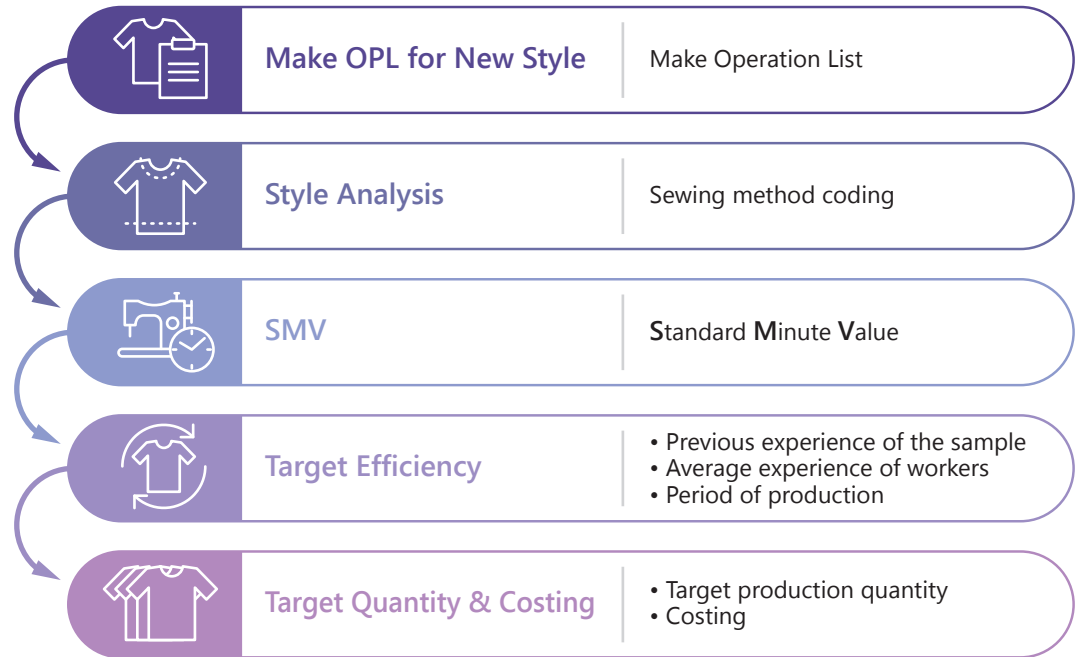 Make OPL for New Style
Make Operation List
Style Analysis
Sewing method coding
SMV
Standard Minute Value
Target Efficiency
• Previous experience of the sample
• Average experience of workers
• Period of production
Target Quantity & Costing
• Target production quantity
• Costing